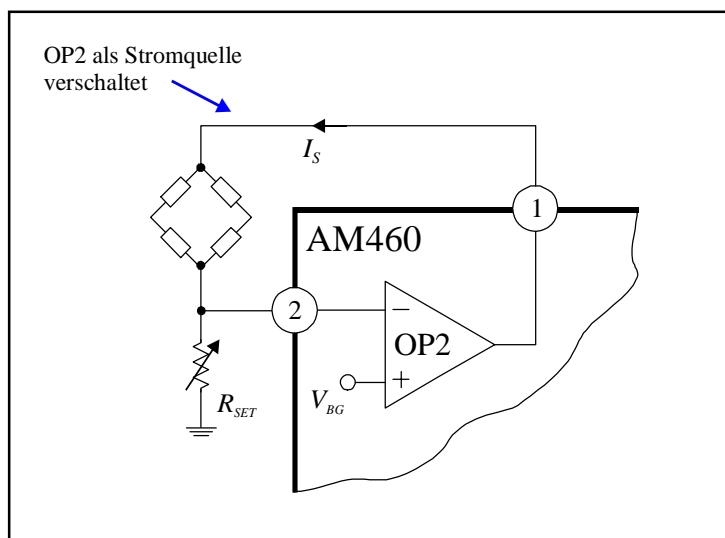 OP2 als Stromquelle
verschaltet
I_S
1
AM460
2
−
OP2
+
V_BG
R_SET